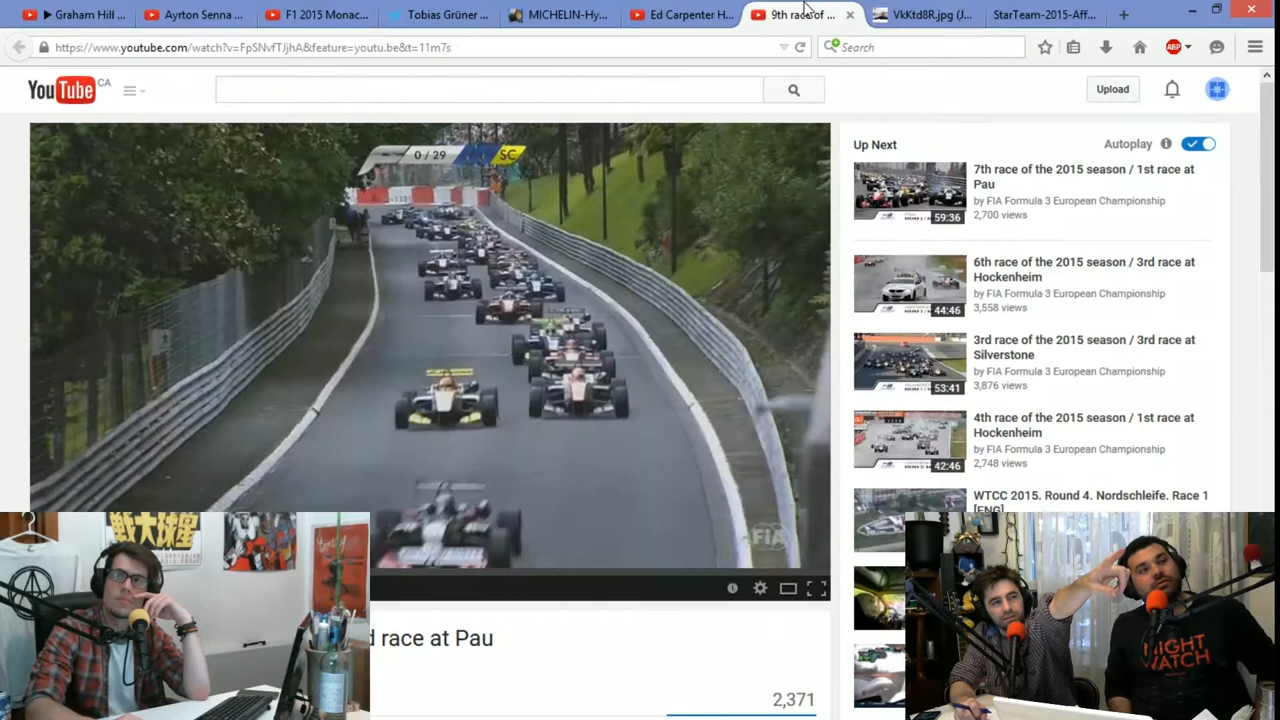 ▶ Graham Hill ...
Ayrton Senna ...
F1 2015 Monac...
Tobias Grüner ...
MICHELIN-Hy...
Ed Carpenter H...
9th race of ...
VkKtd8R.jpg (J...
StarTeam-2015-Aff...
https://www.youtube.com/watch?v=FpSNvfTJjhA&feature=youtu.be&t=11m7s
Search
ABP
YouTube CA
Upload
0 / 29
SC
FIA
Up Next
Autoplay
7th race of the 2015 season / 1st race at
Pau
by FIA Formula 3 European Championship
2,700 views
59:36
6th race of the 2015 season / 3rd race at
Hockenheim
by FIA Formula 3 European Championship
3,558 views
44:46
3rd race of the 2015 season / 3rd race at
Silverstone
by FIA Formula 3 European Championship
3,876 views
53:41
4th race of the 2015 season / 1st race at
Hockenheim
by FIA Formula 3 European Championship
2,748 views
42:46
WTCC 2015. Round 4. Nordschleife. Race 1
[ENG]
d race at Pau
2,371
NIGHT
WATCH